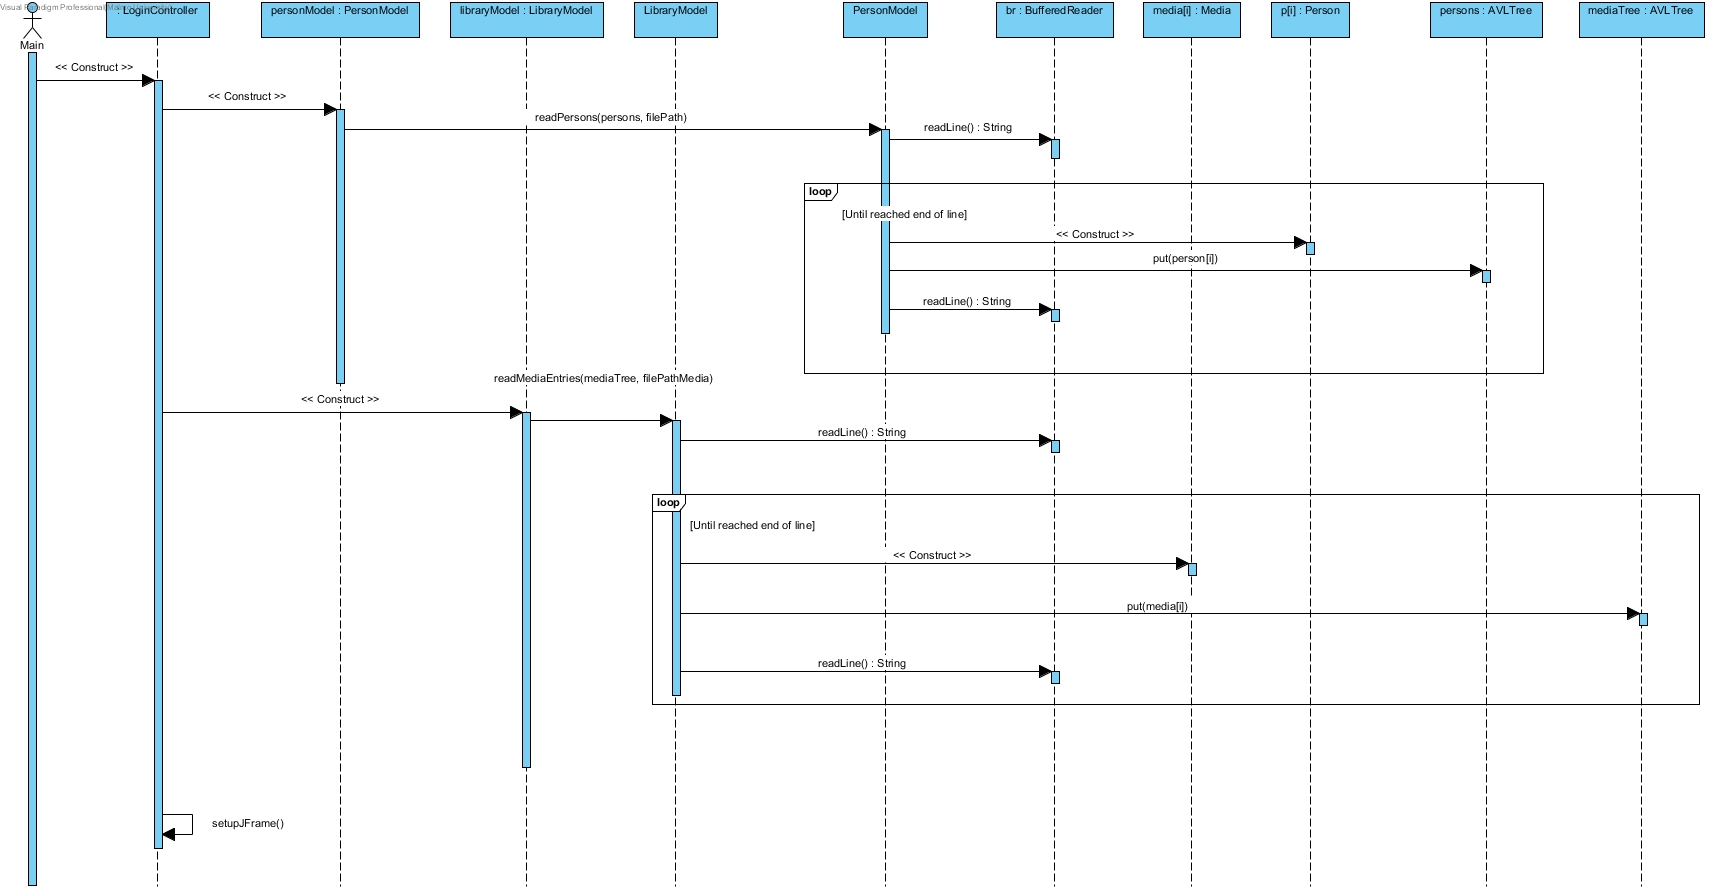 Visual Paradigm Professional
Main
: LoginController
personModel : PersonModel
libraryModel : LibraryModel
LibraryModel
PersonModel
br : BufferedReader
media[i] : Media
p[i] : Person
persons : AVLTree
mediaTree : AVLTree
<< Construct >>
<< Construct >>
readPersons(persons, filePath)
readLine() : String
loop
[Until reached end of line]
<< Construct >>
put(person[i])
readLine() : String
readMediaEntries(mediaTree, filePathMedia)
<< Construct >>
readLine() : String
loop
[Until reached end of line]
<< Construct >>
put(media[i])
readLine() : String
setupJFrame()